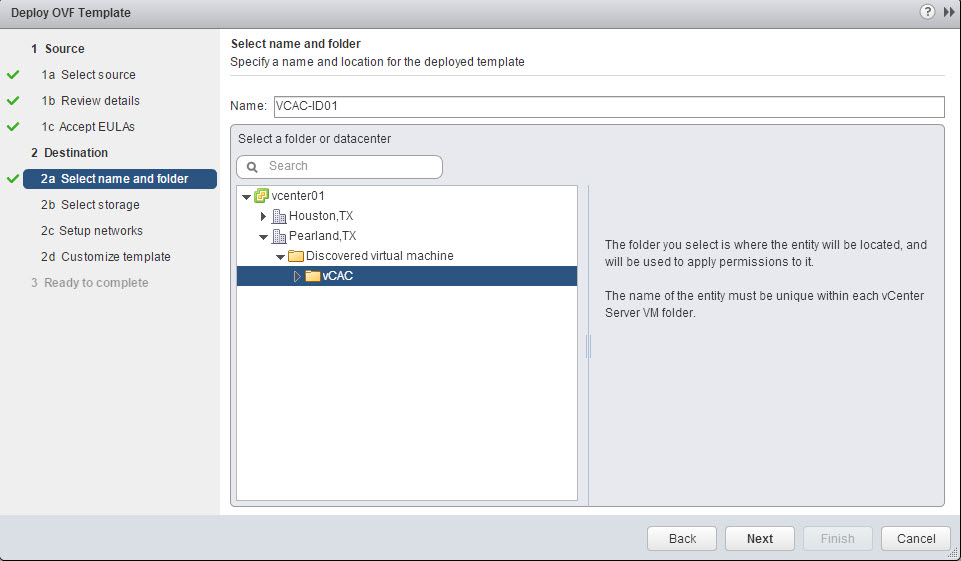 Deploy OVF Template
?
1 Source
1a Select source
1b Review details
1c Accept EULAs
2 Destination
2a Select name and folder
2b Select storage
2c Setup networks
2d Customize template
3 Ready to complete
Select name and folder
Specify a name and location for the deployed template
Name: VCAC-ID01
Select a folder or datacenter
Search
vcenter01
Houston,TX
Pearland,TX
Discovered virtual machine
vCAC
The folder you select is where the entity will be located, and
will be used to apply permissions to it.
The name of the entity must be unique within each vCenter
Server VM folder.
Back Next Finish Cancel